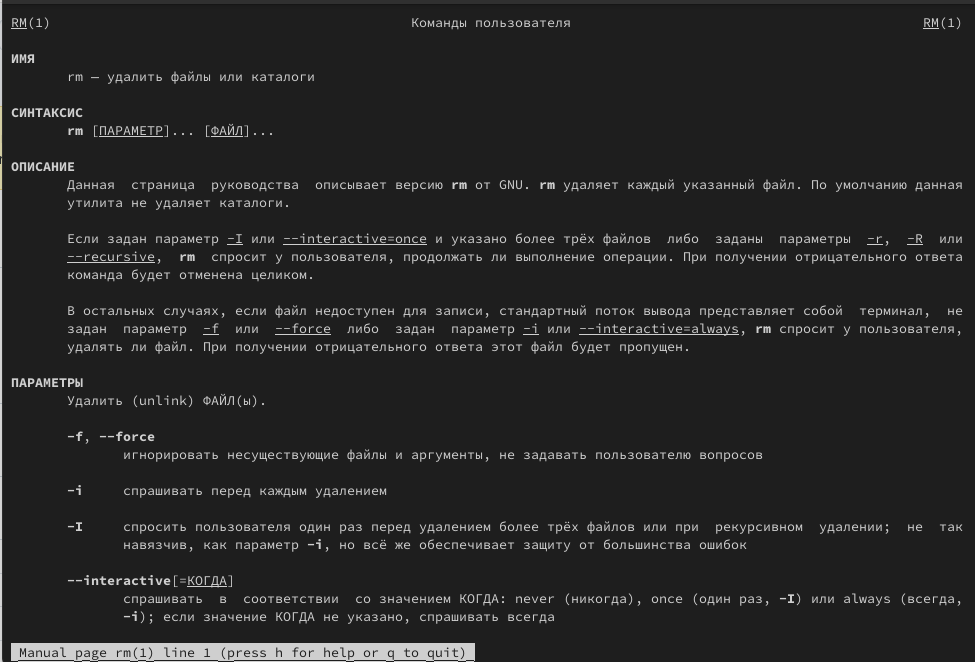 RM(1) Команды пользователя RM(1)
ИМЯ
rm — удалить файлы или каталоги
СИНТАКСИС
rm [ПАРАМЕТР]... [ФАЙЛ]...
ОПИСАНИЕ
Данная страница руководства описывает версию rm от GNU. rm удаляет каждый указанный файл. По умолчанию данная
утилита не удаляет каталоги.
Если задан параметр -I или --interactive=once и указано более трёх файлов либо заданы параметры -r, -R или
--recursive, rm спросит у пользователя, продолжать ли выполнение операции. При получении отрицательного ответа
команда будет отменена целиком.
В остальных случаях, если файл недоступен для записи, стандартный поток вывода представляет собой терминал, не
задан параметр -f или --force либо задан параметр -i или --interactive=always, rm спросит у пользователя,
удалять ли файл. При получении отрицательного ответа этот файл будет пропущен.
ПАРАМЕТРЫ
Удалить (unlink) ФАЙЛ(ы).
-f, --force
игнорировать несуществующие файлы и аргументы, не задавать пользователю вопросов
-i спрашивать перед каждым удалением
-I спросить пользователя один раз перед удалением более трёх файлов или при рекурсивном удалении; не так
навязчив, как параметр -i, но всё же обеспечивает защиту от большинства ошибок
--interactive[=КОГДА]
спрашивать в соответствии со значением КОГДА: never (никогда), once (один раз, -I) или always (всегда,
-i); если значение КОГДА не указано, спрашивать всегда
Manual page rm(1) line 1 (press h for help or q to quit)